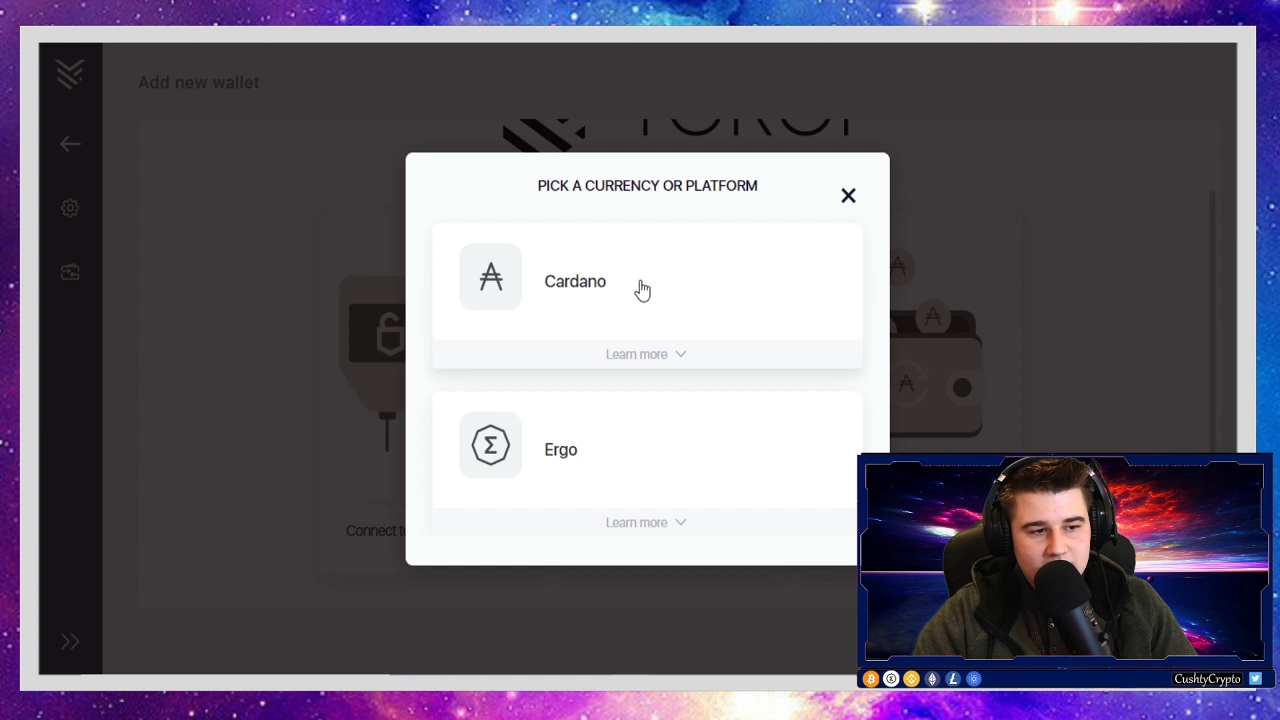 Add new wallet
PICK A CURRENCY OR PLATFORM
Cardano
Learn more
Ergo
Learn more
CushtyCrypto